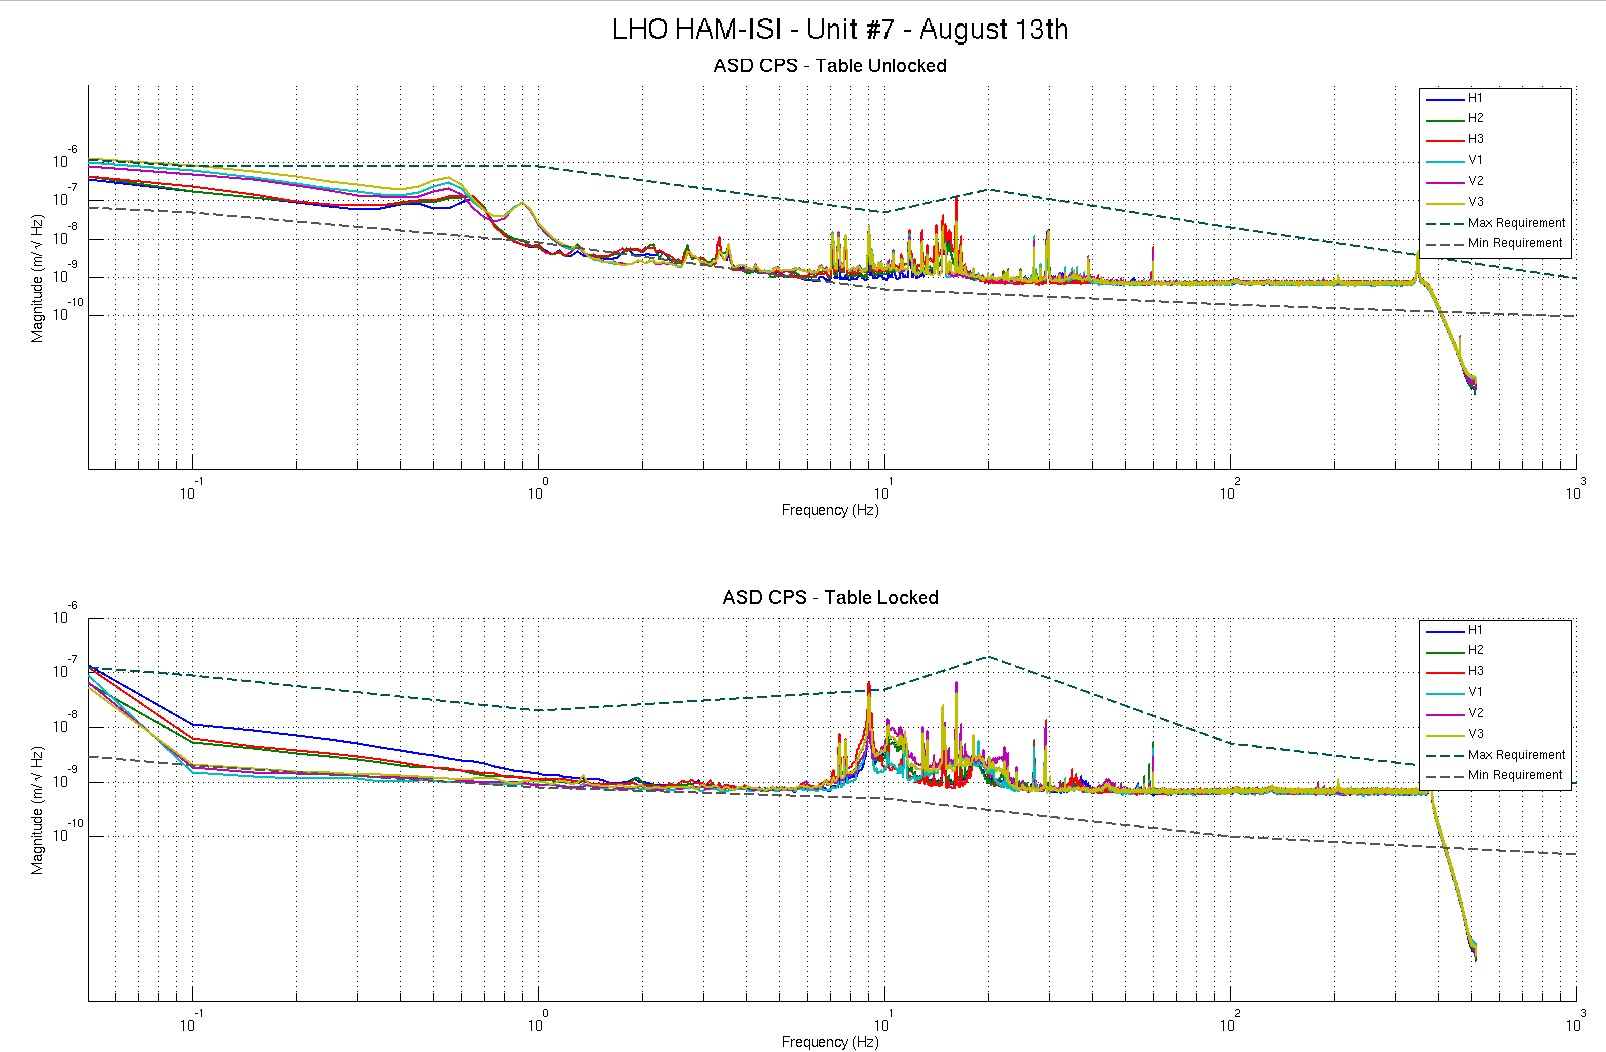 LHO HAM-ISI - Unit #7 - August 13th
ASD CPS - Table Unlocked
H1
H2
H3
V1
V2
V3
Max Requirement
Min Requirement
10^-6
10^-7
10^-8
10^-9
10^-10
Magnitude (m/√ Hz)
10^-1
10^0
10^1
10^2
10^3
Frequency (Hz)
ASD CPS - Table Locked
H1
H2
H3
V1
V2
V3
Max Requirement
Min Requirement
10^-6
10^-7
10^-8
10^-9
10^-10
Magnitude (m/√ Hz)
10^-1
10^0
10^1
10^2
10^3
Frequency (Hz)